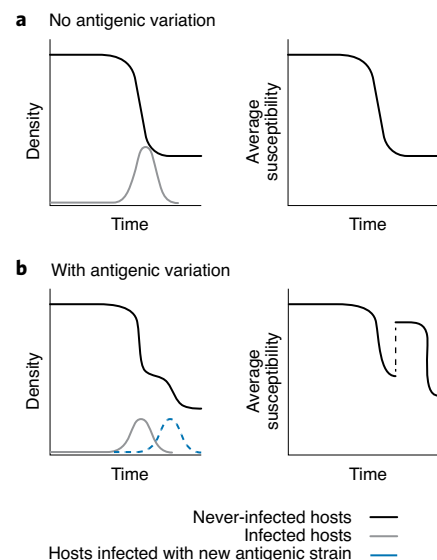 a No antigenic variation
Density
Time
Average
susceptibility
Time
b With antigenic variation
Density
Time
Average
susceptibility
Time
Never-infected hosts
Infected hosts
Hosts infected with new antigenic strain